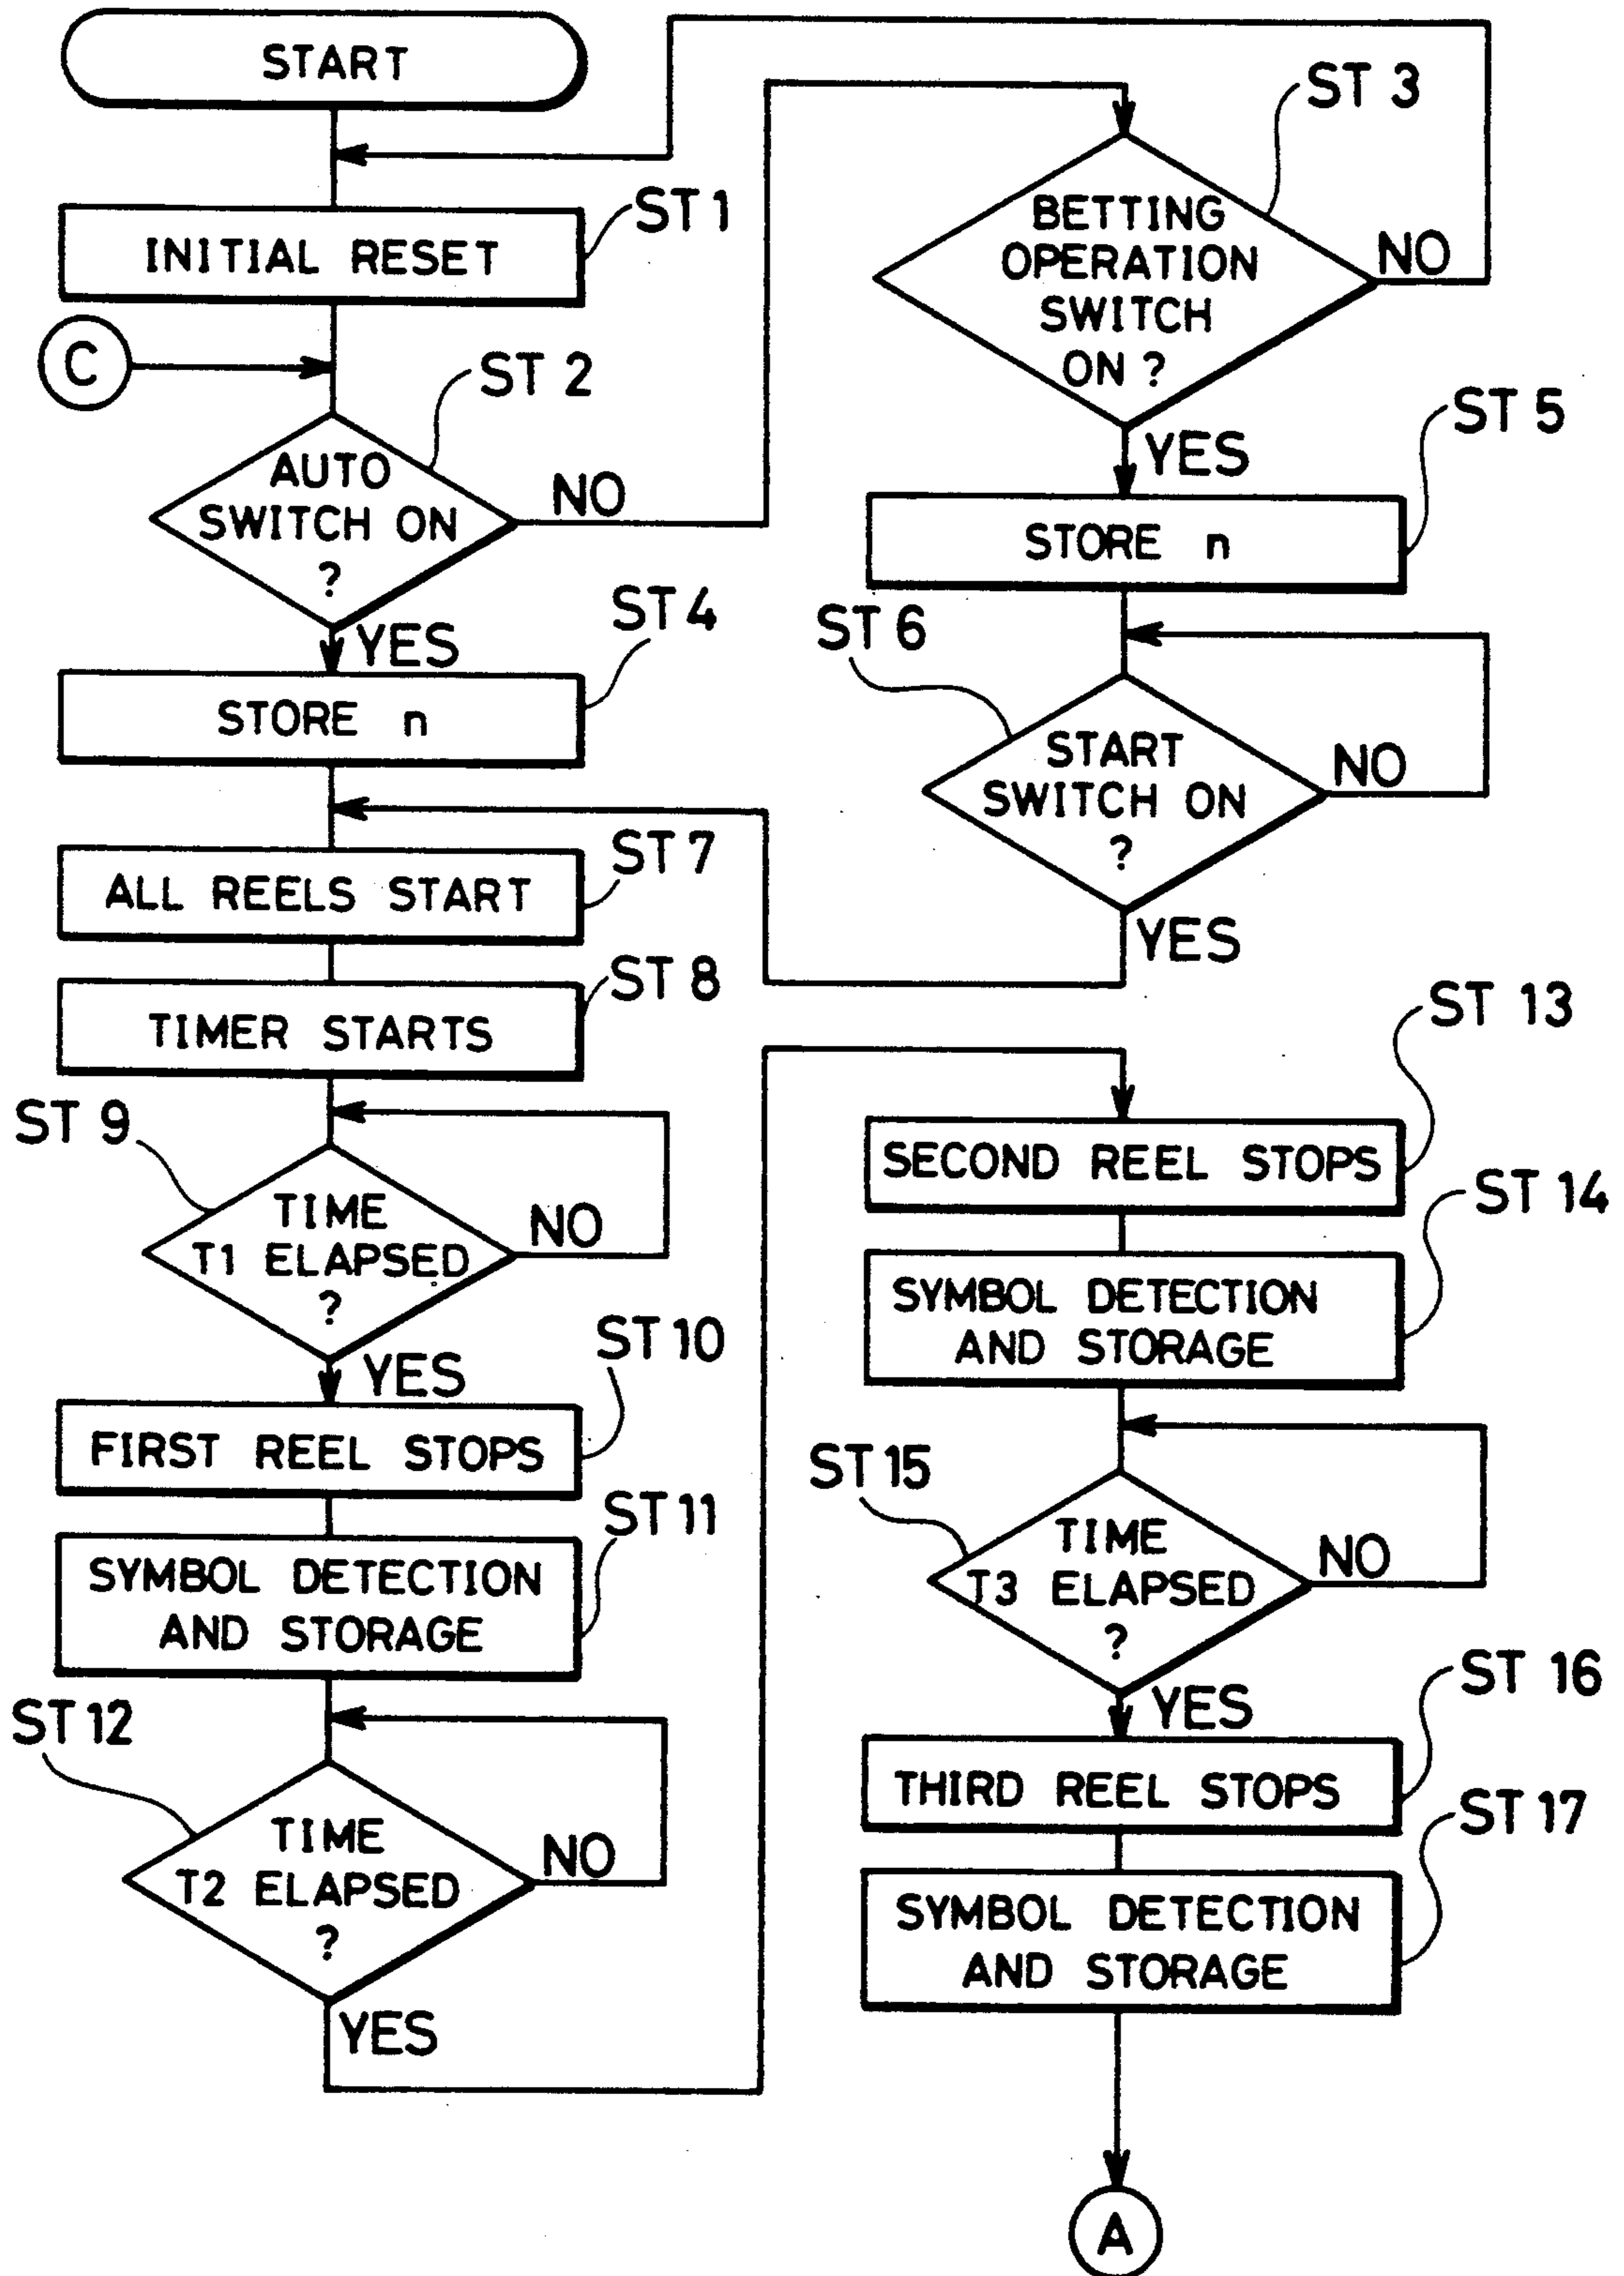 START
INITIAL RESET
ST 1
C
AUTO
SWITCH ON
?
ST 2
NO
YES
STORE n
ST 4
ALL REELS START
ST 7
TIMER STARTS
ST 8
ST 9
TIME
T1 ELAPSED
?
NO
YES
FIRST REEL STOPS
ST 10
SYMBOL DETECTION
AND STORAGE
ST 11
ST 12
TIME
T2 ELAPSED
?
NO
YES
ST 3
BETTING
OPERATION
SWITCH
ON ?
NO
YES
STORE n
ST 5
ST 6
START
SWITCH ON
?
NO
YES
SECOND REEL STOPS
ST 13
SYMBOL DETECTION
AND STORAGE
ST 14
ST 15
TIME
T3 ELAPSED
?
NO
YES
THIRD REEL STOPS
ST 16
SYMBOL DETECTION
AND STORAGE
ST 17
A